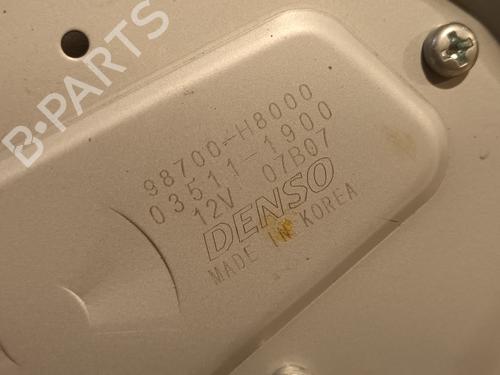 98700-H8000
03511-1900
12V 07B07
DENSO
MADE IN KOREA
B-PARTS